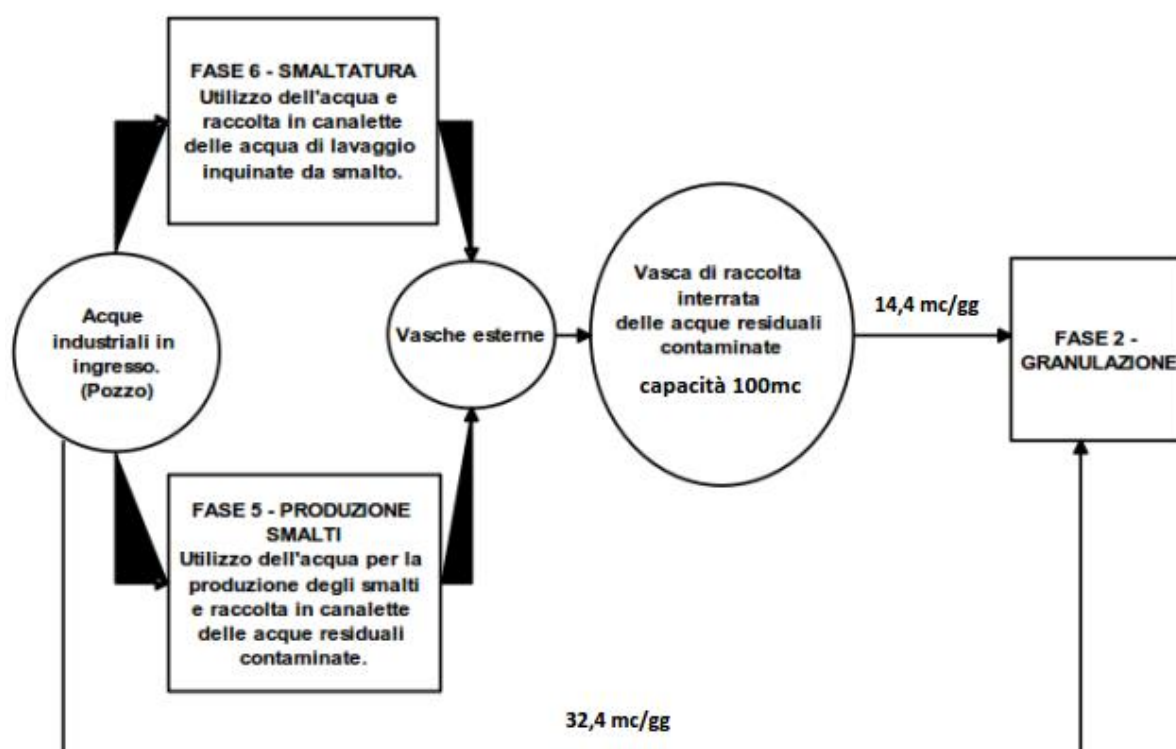 FASE 6 - SMALTATURA
Utilizzo dell'acqua e
raccolta in canalette
delle acqua di lavaggio
inquinate da smalto.
Acque
industriali in
ingresso.
(Pozzo)
Vasche esterne
Vasca di raccolta
interrata
delle acque residuali
contaminate
capacità 100mc
14,4 mc/gg
FASE 2 -
GRANULAZIONE
FASE 5 - PRODUZIONE
SMALTI
Utilizzo dell'acqua per la
produzione degli smalti
e raccolta in canalette
delle acque residuali
contaminate.
32,4 mc/gg